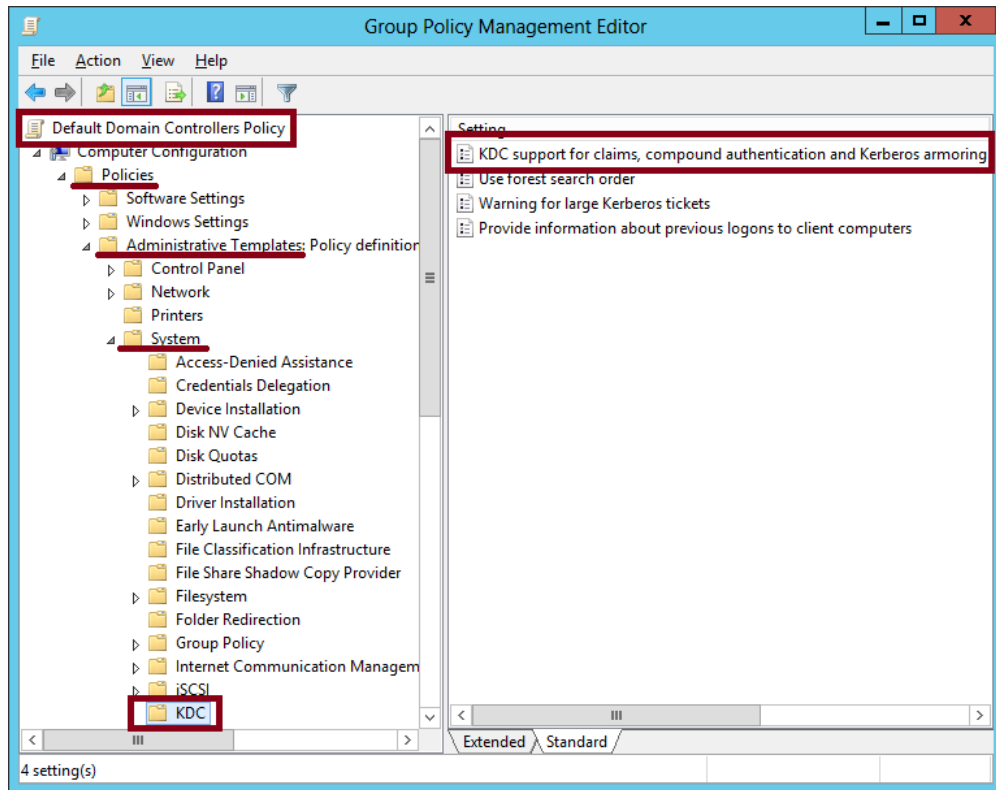 Group Policy Management Editor
File Action View Help
Default Domain Controllers Policy
Computer Configuration
Policies
Software Settings
Windows Settings
Administrative Templates: Policy definition
Control Panel
Network
Printers
System
Access-Denied Assistance
Credentials Delegation
Device Installation
Disk NV Cache
Disk Quotas
Distributed COM
Driver Installation
Early Launch Antimalware
File Classification Infrastructure
File Share Shadow Copy Provider
Filesystem
Folder Redirection
Group Policy
Internet Communication Managem
iSCSI
KDC
Setting
KDC support for claims, compound authentication and Kerberos armoring
Use forest search order
Warning for large Kerberos tickets
Provide information about previous logons to client computers
Extended Standard
4 setting(s)